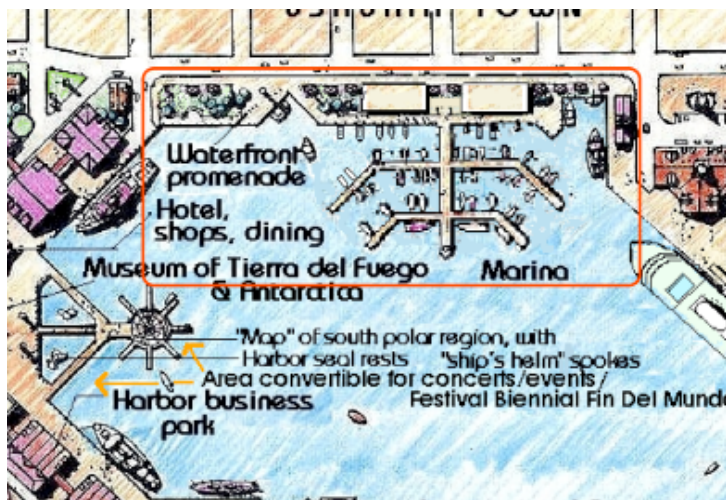 TOWN
Waterfront
promenade
Hotel,
shops, dining
Museum of Tierra del Fuego
& Antarctica
Marina
"Map" of south polar region, with
Harbor seal rests "ship's helm" spokes
Area convertible for concerts/events/
Harbor business Festival Biennial Fin Del Mundo
park